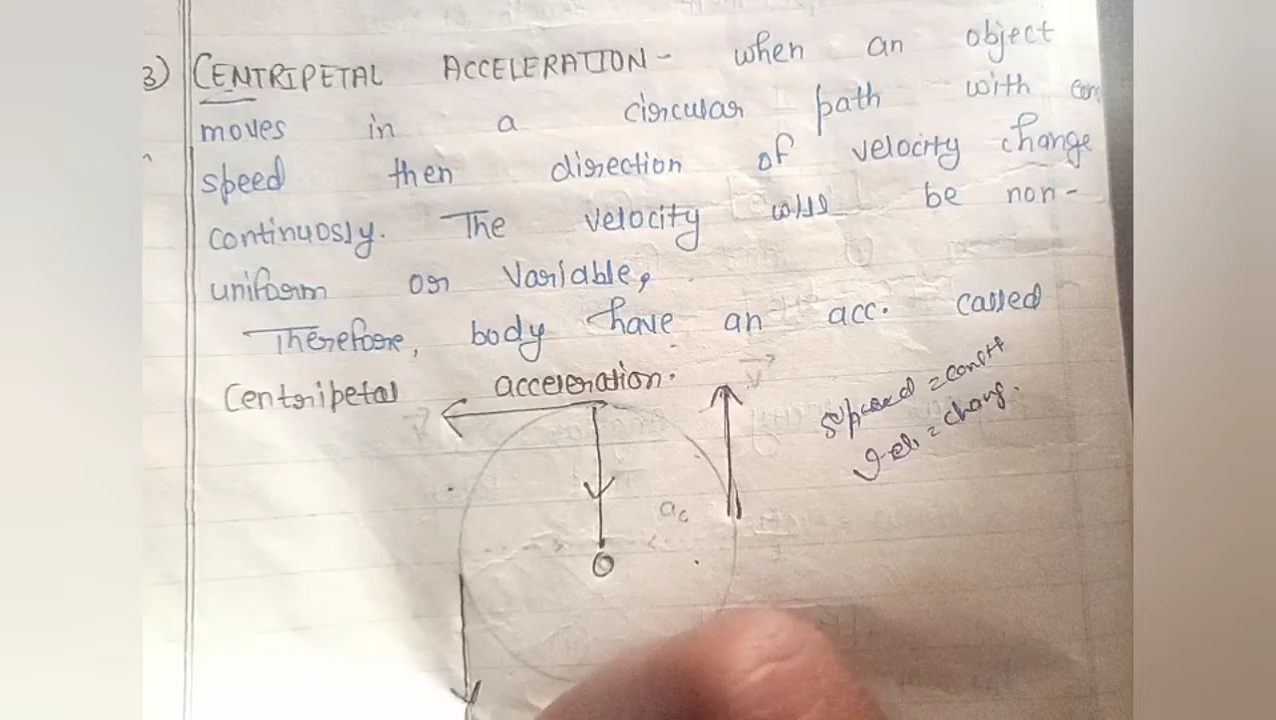 3) CENTRIPETAL ACCELERATION - when an object
moves in a circular path with con
speed then direction of velocity change
continuosly. The velocity will be non-
uniform or variable,
Therefore, body have an acc. called
Centripetal acceleration.
v
speed = constt
vel. = chang.
ac
O